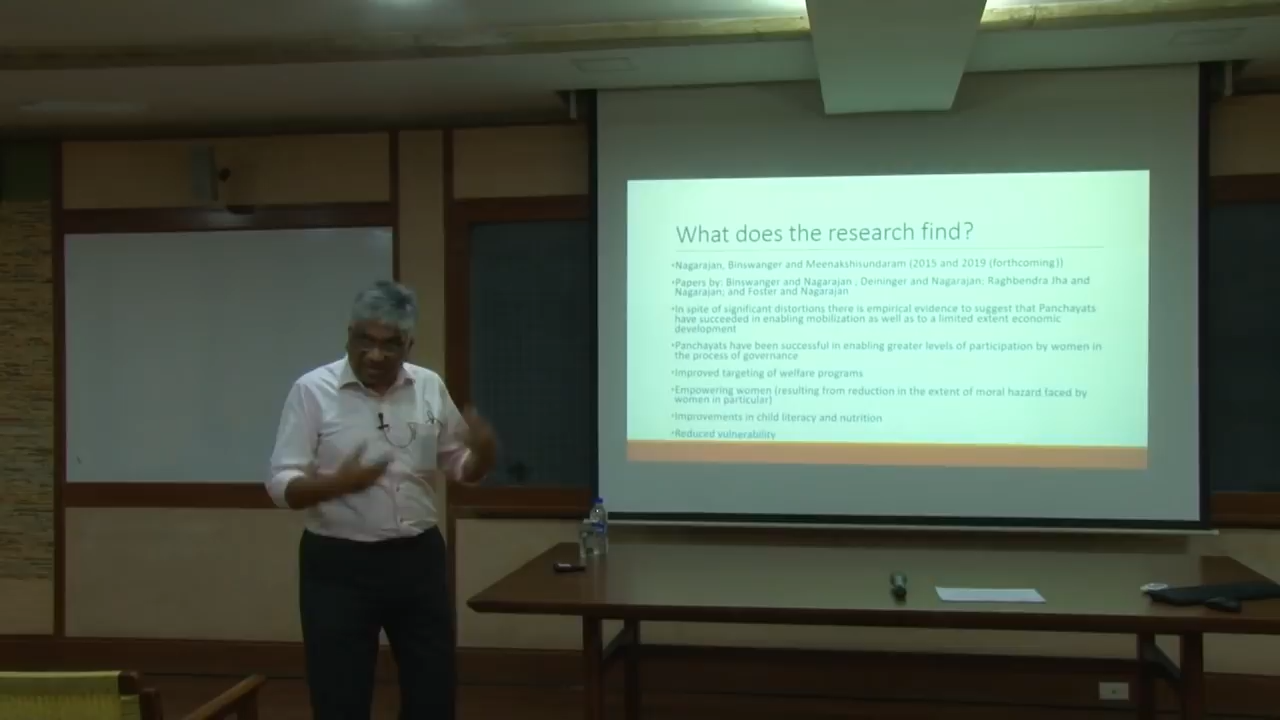 What does the research find?
•Nagarajan, Binswanger and Meenakshisundaram (2015 and 2019 (forthcoming))
•Papers by: Binswanger and Nagarajan , Deininger and Nagarajan; Raghbendra Jha and
Nagarajan; and Foster and Nagarajan
•In spite of significant distortions there is empirical evidence to suggest that Panchayats
have succeeded in enabling mobilization as well as to a limited extent economic
development
•Panchayats have been successful in enabling greater levels of participation by women in
the process of governance
•Improved targeting of welfare programs
•Empowering women (resulting from reduction in the extent of moral hazard faced by
women in particular)
•Improvements in child literacy and nutrition
•Reduced vulnerability